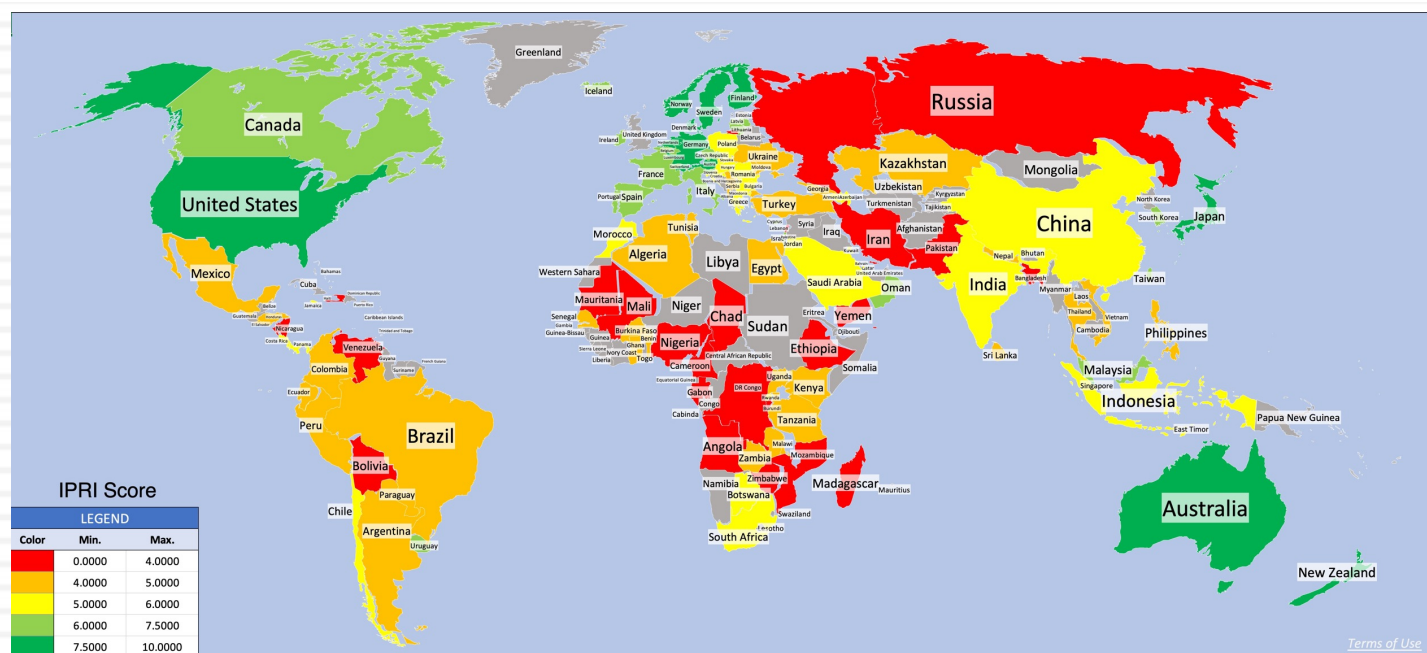 Greenland
Iceland
Norway
Finland
Sweden
Russia
Canada
Estonia
Latvia
Lithuania
Denmark
Ireland
United Kingdom
Belarus
Poland
Germany
Belgium
Czech Republic
Ukraine
Kazakhstan
Mongolia
France
Moldova
Romania
United States
Italy
Serbia
Bulgaria
Georgia
Uzbekistan
Kyrgyzstan
North Korea
Portugal
Spain
Greece
Turkey
Turkmenistan
Tajikistan
South Korea
Japan
China
Morocco
Tunisia
Cyprus
Syria
Lebanon
Iraq
Iran
Afghanistan
Jordan
Algeria
Libya
Egypt
Kuwait
Pakistan
Nepal
Bhutan
Mexico
Bahamas
Western Sahara
Saudi Arabia
United Arab Emirates
Bangladesh
Taiwan
Cuba
Oman
India
Myanmar
Laos
Belize
Jamaica
Dominican Republic
Puerto Rico
Mauritania
Mali
Niger
Chad
Sudan
Eritrea
Yemen
Thailand
Vietnam
Guatemala
Honduras
El Salvador
Nicaragua
Caribbean Islands
Senegal
Gambia
Guinea-Bissau
Burkina Faso
Djibouti
Cambodia
Philippines
Costa Rica
Panama
Trinidad and Tobago
Guinea
Benin
Nigeria
Ethiopia
Sierra Leone
Ivory Coast
Ghana
Togo
Central African Republic
Sri Lanka
Venezuela
Guyana
French Guiana
Suriname
Liberia
Cameroon
Somalia
Malaysia
Colombia
Equatorial Guinea
Uganda
Kenya
Singapore
Ecuador
Gabon
Congo
DR Congo
Rwanda
Burundi
Indonesia
Cabinda
Tanzania
Papua New Guinea
Peru
Brazil
East Timor
Angola
Malawi
Zambia
Mozambique
Bolivia
Zimbabwe
Madagascar
Mauritius
Namibia
Botswana
Paraguay
Swaziland
Chile
Lesotho
Australia
Argentina
South Africa
Uruguay
New Zealand
IPRI Score
LEGEND
Color Min. Max.
0.0000 4.0000
4.0000 5.0000
5.0000 6.0000
6.0000 7.5000
7.5000 10.0000
Terms of Use